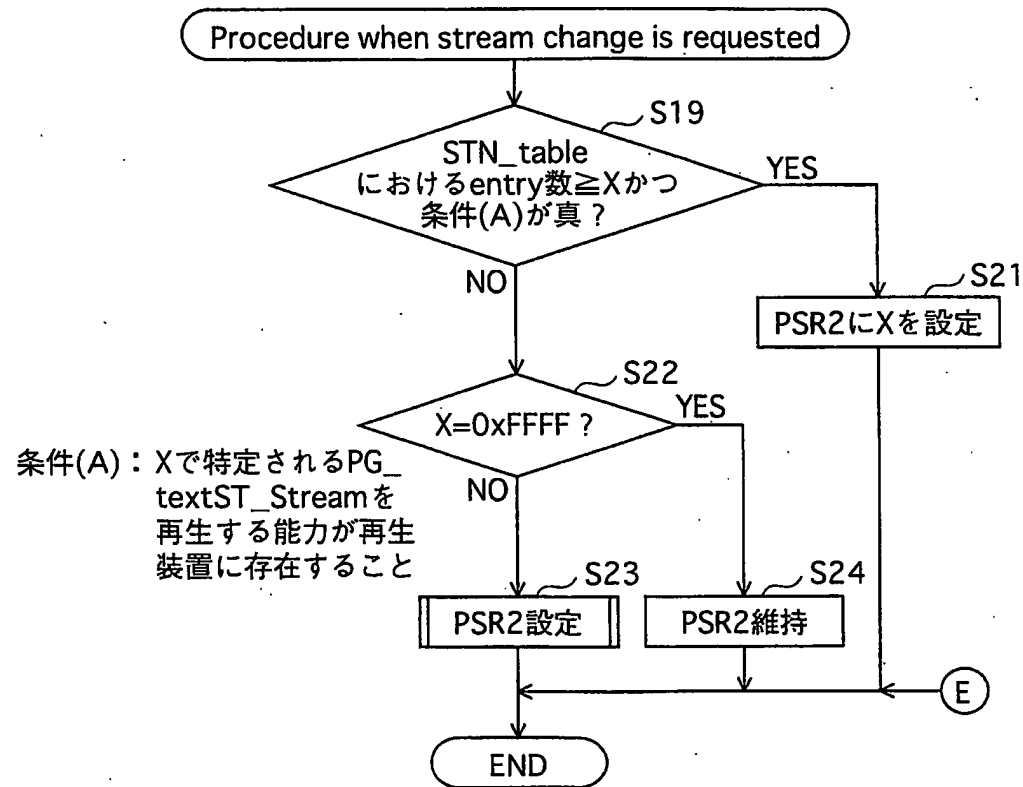 Procedure when stream change is requested
S19
STN_table
におけるentry数≧Xかつ
条件(A)が真？
YES
NO
S21
PSR2にXを設定
S22
X=0xFFFF？
YES
NO
条件(A)：Xで特定されるPG_
textST_Streamを
再生する能力が再生
装置に存在すること
S23
PSR2設定
S24
PSR2維持
E
END